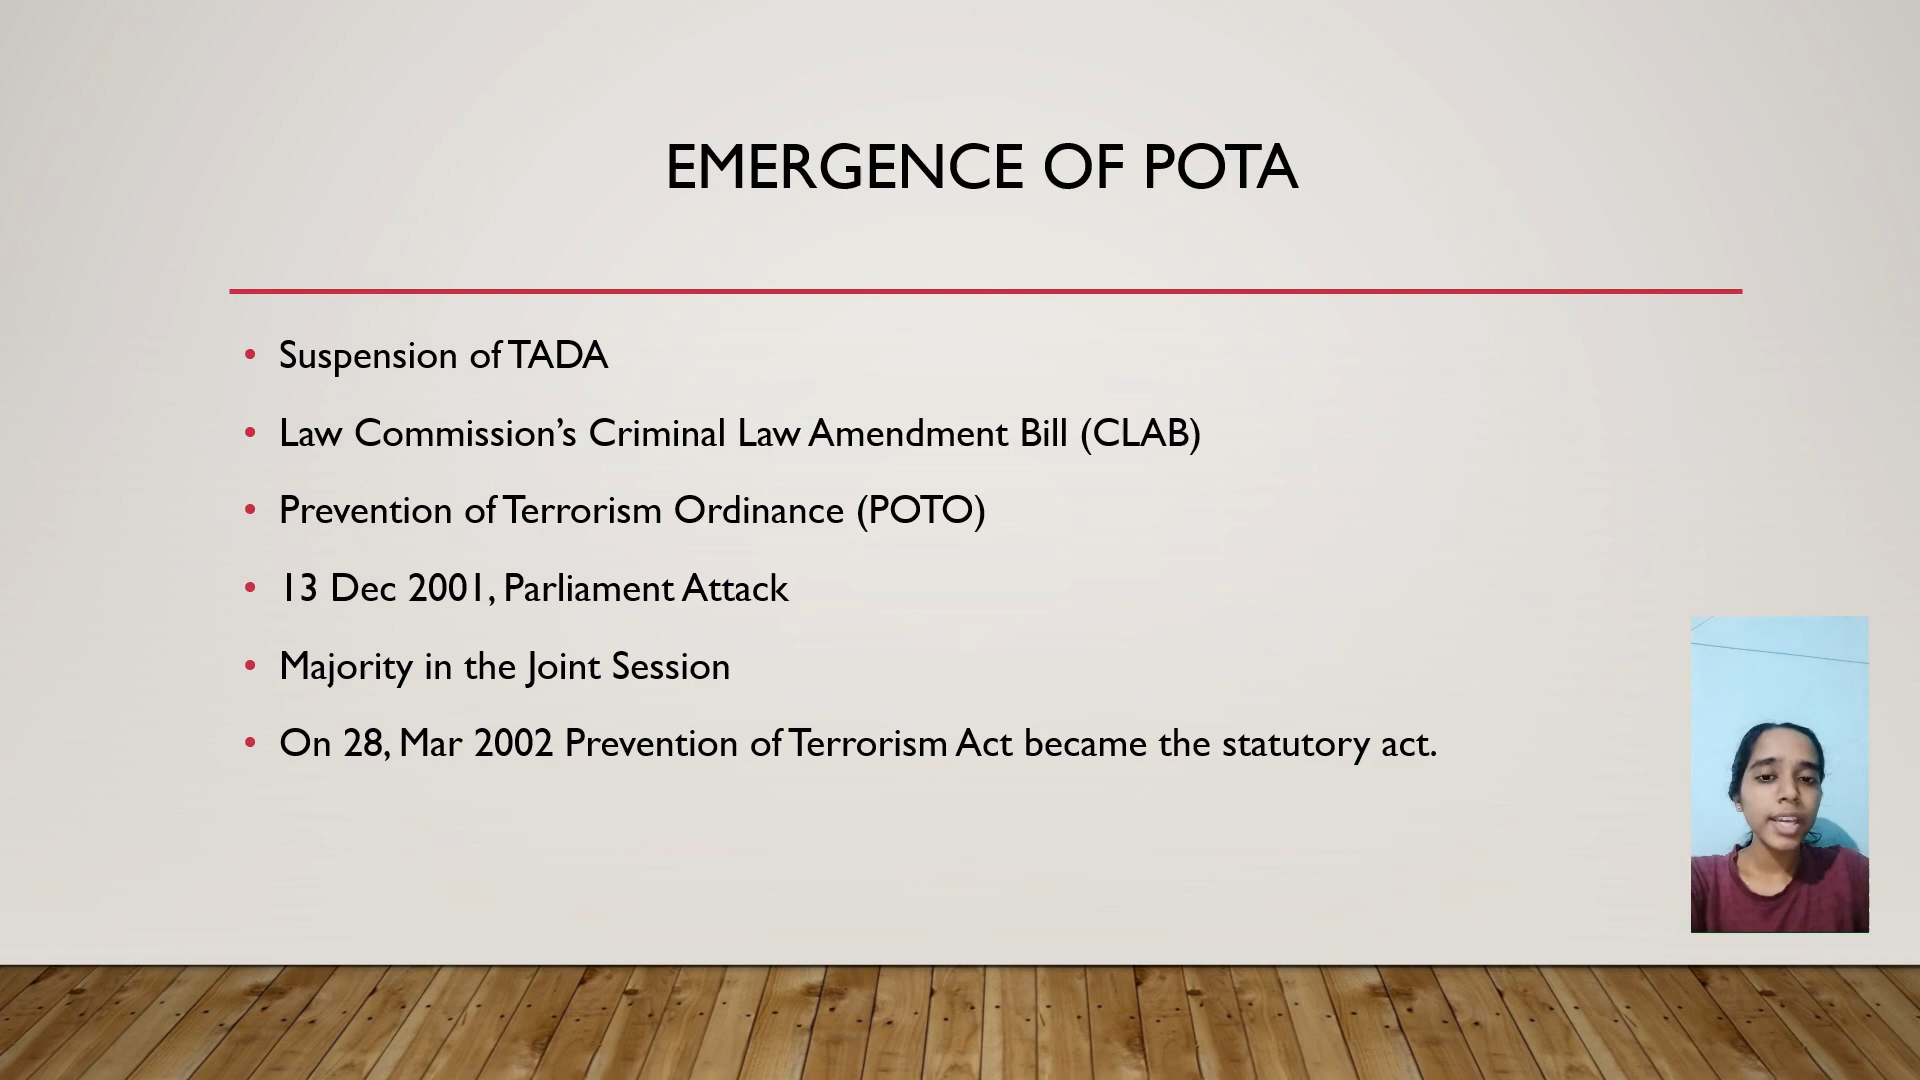 EMERGENCE OF POTA
• Suspension of TADA
• Law Commission’s Criminal Law Amendment Bill (CLAB)
• Prevention of Terrorism Ordinance (POTO)
• 13 Dec 2001, Parliament Attack
• Majority in the Joint Session
• On 28, Mar 2002 Prevention of Terrorism Act became the statutory act.